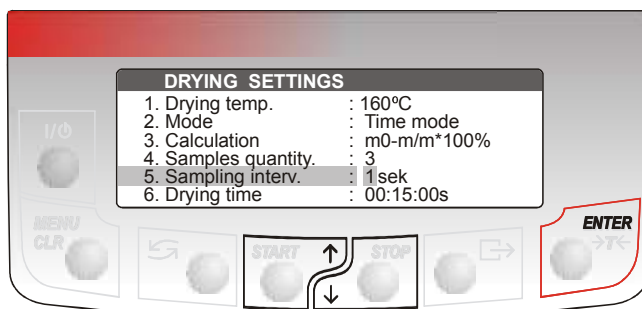 DRYING SETTINGS
1. Drying temp. : 160ºC
2. Mode : Time mode
3. Calculation : m0-m/m*100%
4. Samples quantity. : 3
5. Sampling interv. : 1sek
6. Drying time : 00:15:00s
I/⏻
MENU
CLR
START
STOP
ENTER
→T←